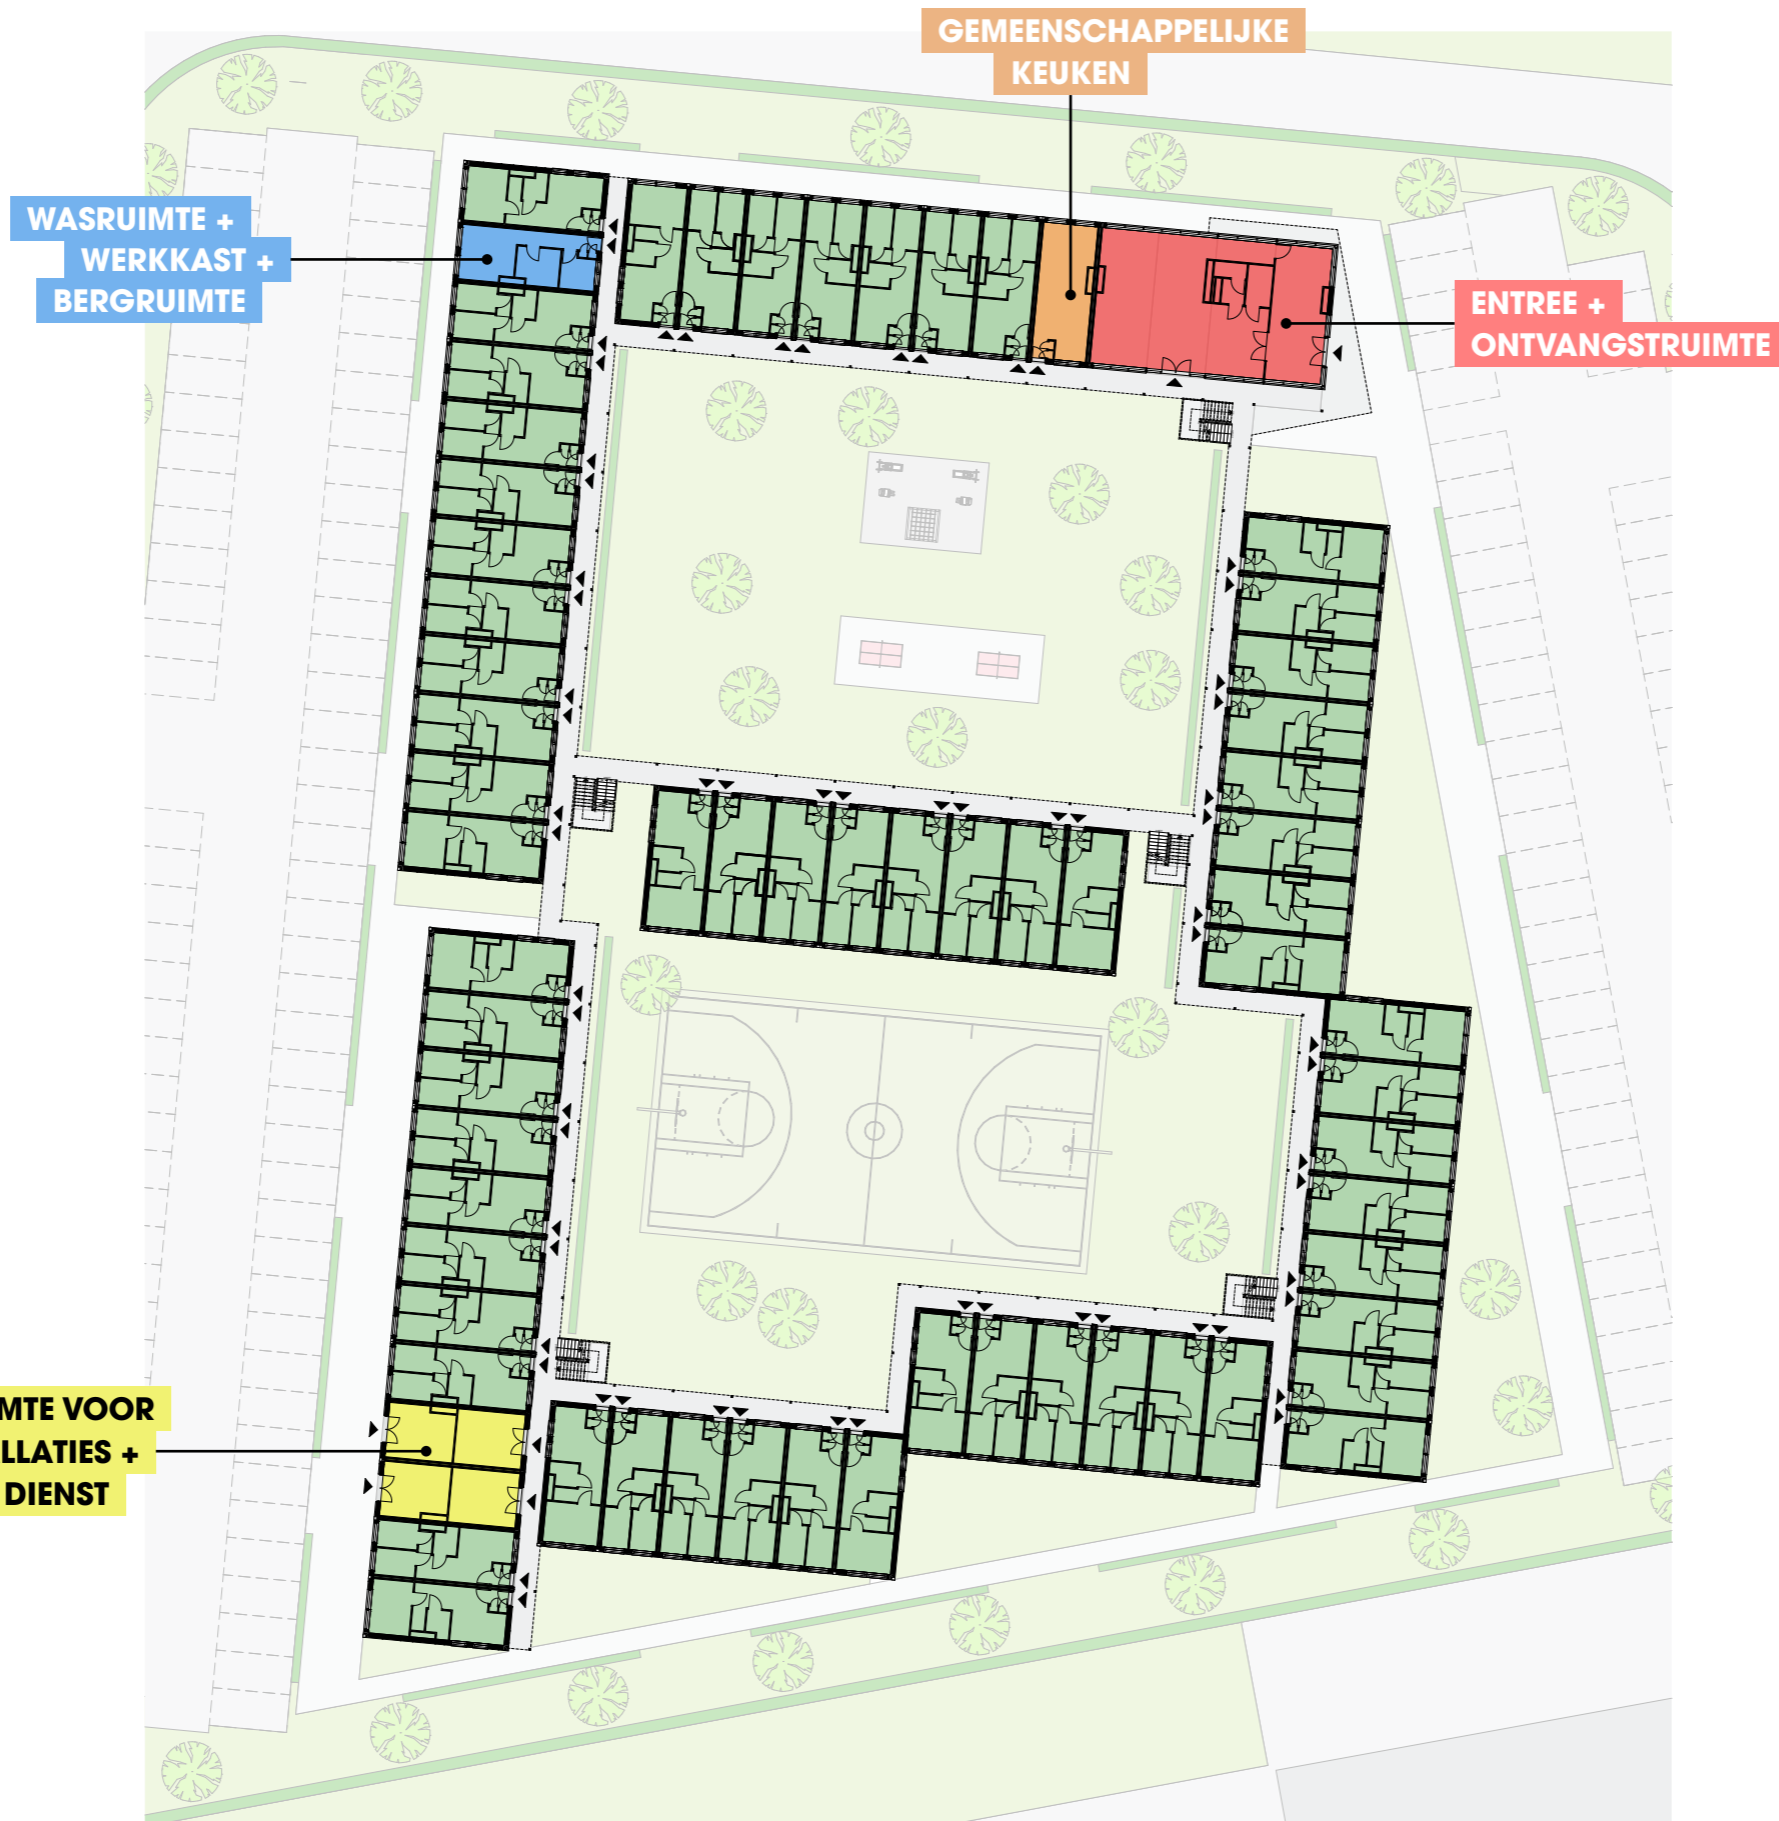 GEMEENSCHAPPELIJKE
KEUKEN
WASRUIMTE +
WERKKAST +
BERGRUIMTE
ENTREE +
ONTVANGSTRUIMTE
MTE VOOR
LLATIES +
DIENST